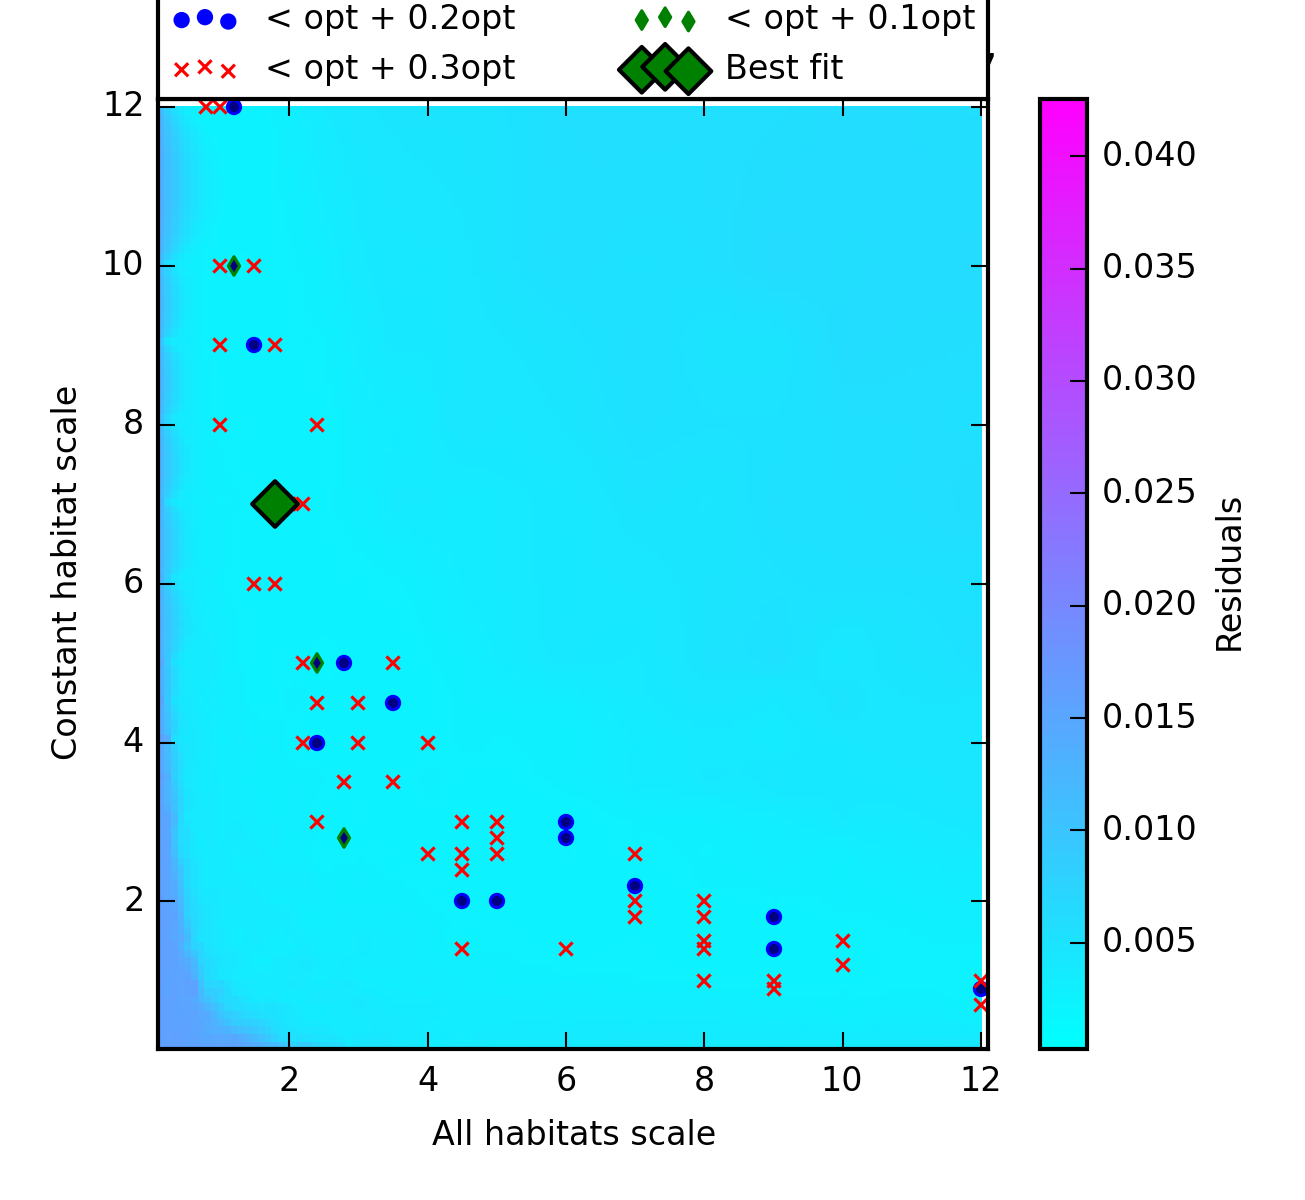 < opt + 0.2opt
< opt + 0.1opt
< opt + 0.3opt
Best fit
12
10
8
6
4
2
Constant habitat scale
2
4
6
8
10
12
All habitats scale
0.040
0.035
0.030
0.025
0.020
0.015
0.010
0.005
Residuals